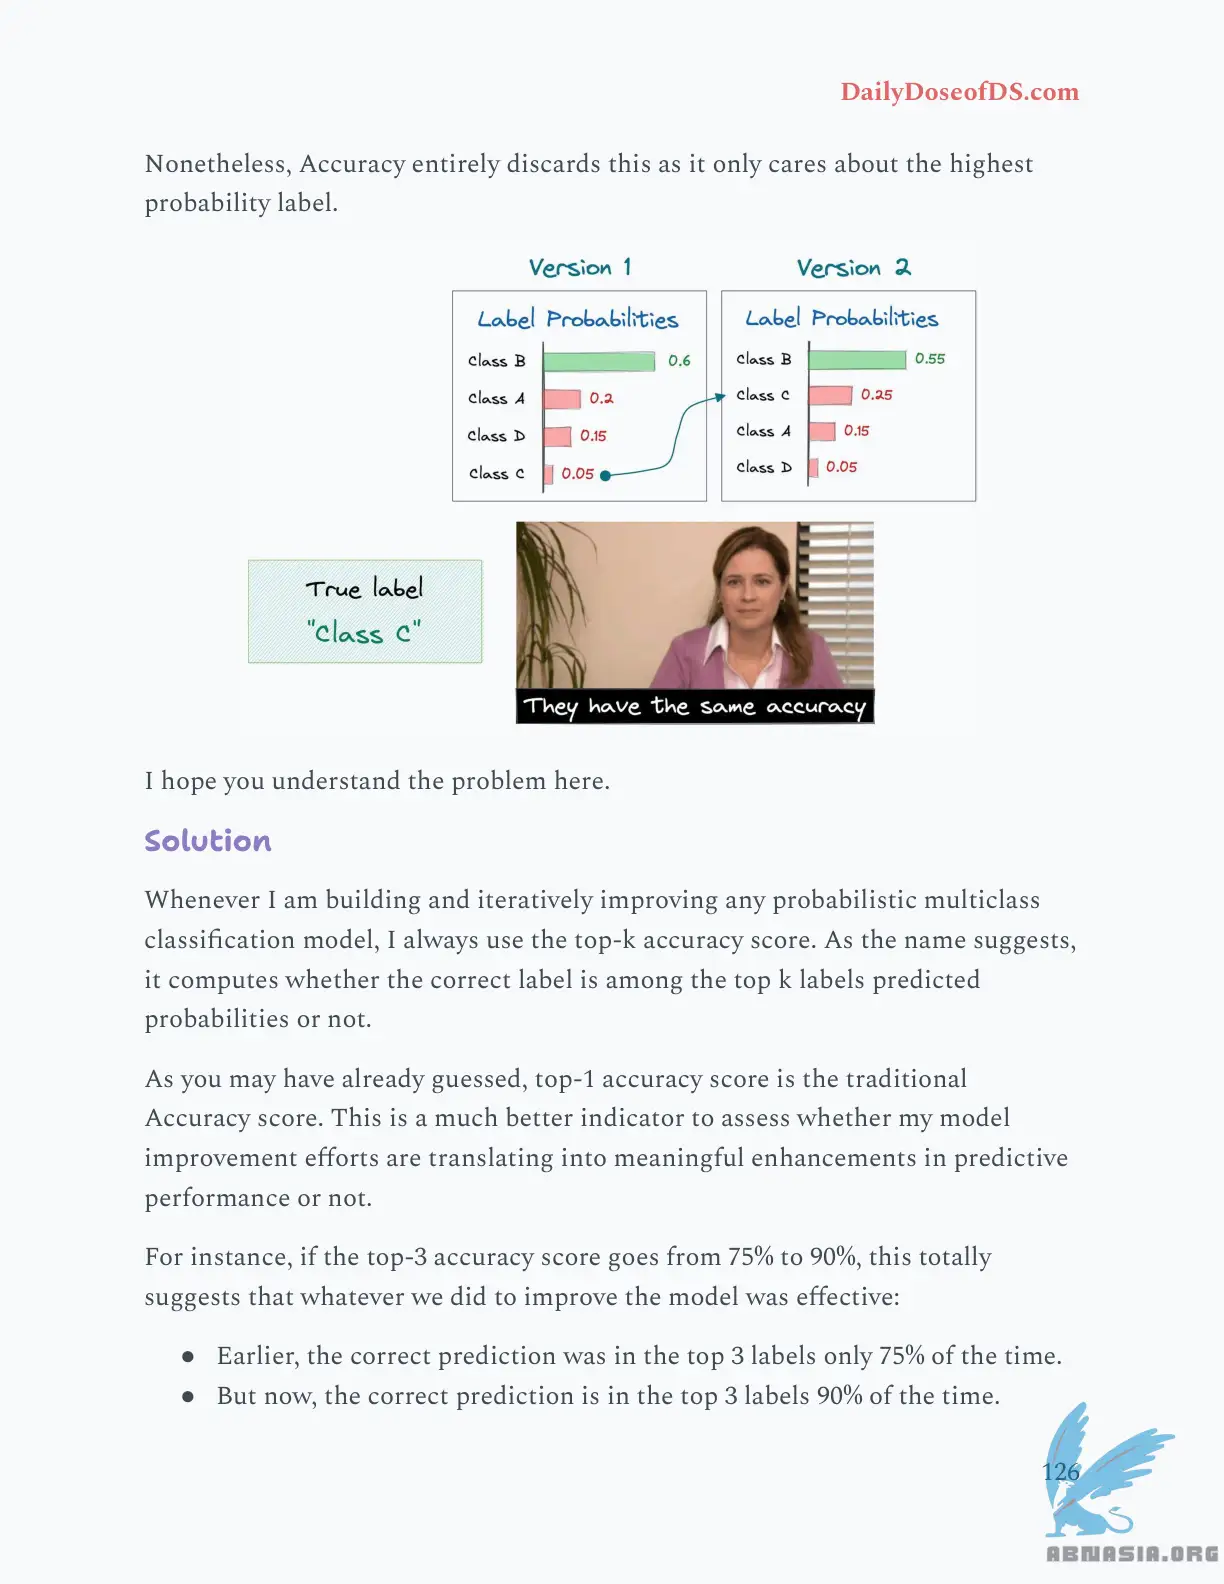 DailyDoseofDS.com
Nonetheless, Accuracy entirely discards this as it only cares about the highest
probability label.
Version 1
Label Probabilities
Class B 0.6
Class A 0.2
Class D 0.15
Class C 0.05
Version 2
Label Probabilities
Class B 0.55
Class C 0.25
Class A 0.15
Class D 0.05
True label
"Class C"
They have the same accuracy
I hope you understand the problem here.
Solution
Whenever I am building and iteratively improving any probabilistic multiclass
classification model, I always use the top-k accuracy score. As the name suggests,
it computes whether the correct label is among the top k labels predicted
probabilities or not.
As you may have already guessed, top-1 accuracy score is the traditional
Accuracy score. This is a much better indicator to assess whether my model
improvement efforts are translating into meaningful enhancements in predictive
performance or not.
For instance, if the top-3 accuracy score goes from 75% to 90%, this totally
suggests that whatever we did to improve the model was effective:
● Earlier, the correct prediction was in the top 3 labels only 75% of the time.
● But now, the correct prediction is in the top 3 labels 90% of the time.
126
ABNASIA.ORG